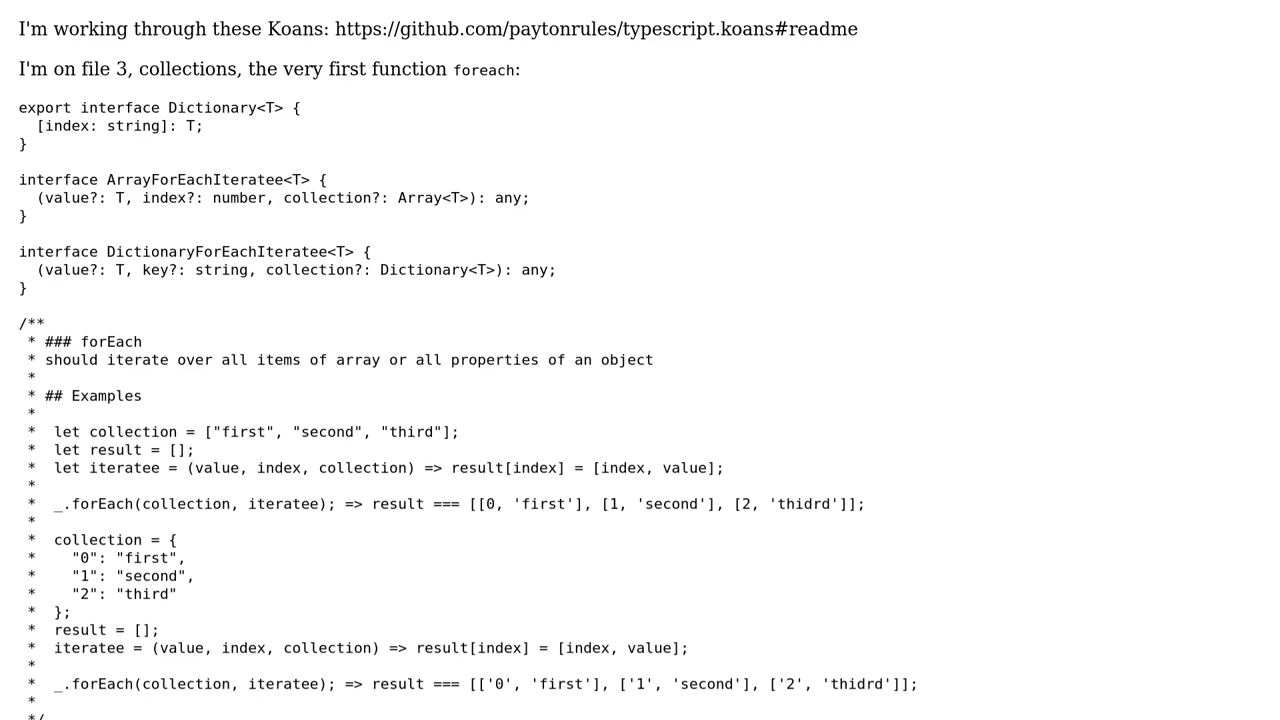 I'm working through these Koans: https://github.com/paytonrules/typescript.koans#readme
I'm on file 3, collections, the very first function foreach:
export interface Dictionary<T> {
  [index: string]: T;
}
interface ArrayForEachIteratee<T> {
  (value?: T, index?: number, collection?: Array<T>): any;
}
interface DictionaryForEachIteratee<T> {
  (value?: T, key?: string, collection?: Dictionary<T>): any;
}
/**
 * ### forEach
 * should iterate over all items of array or all properties of an object
 *
 * ## Examples
 *
 *  let collection = ["first", "second", "third"];
 *  let result = [];
 *  let iteratee = (value, index, collection) => result[index] = [index, value];
 *
 *  _.forEach(collection, iteratee); => result === [[0, 'first'], [1, 'second'], [2, 'thidrd']];
 *
 *  collection = {
 *    "0": "first",
 *    "1": "second",
 *    "2": "third"
 *  };
 *  result = [];
 *  iteratee = (value, index, collection) => result[index] = [index, value];
 *
 *  _.forEach(collection, iteratee); => result === [['0', 'first'], ['1', 'second'], ['2', 'thidrd']];
 *
 */